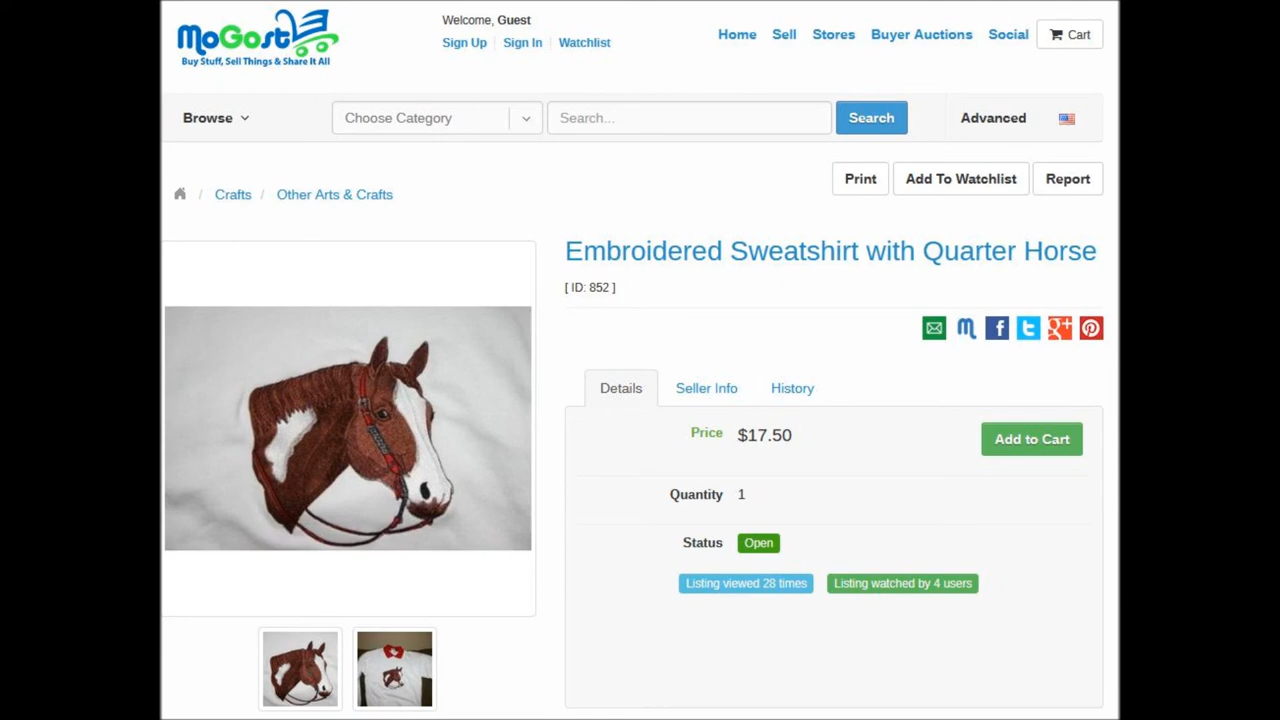 MoGost
Buy Stuff, Sell Things & Share It All
Welcome, Guest
Sign Up Sign In Watchlist
Home Sell Stores Buyer Auctions Social Cart
Browse Choose Category Search... Search Advanced
Print Add To Watchlist Report
/ Crafts / Other Arts & Crafts
Embroidered Sweatshirt with Quarter Horse
[ ID: 852 ]
Details Seller Info History
Price $17.50 Add to Cart
Quantity 1
Status Open
Listing viewed 28 times Listing watched by 4 users